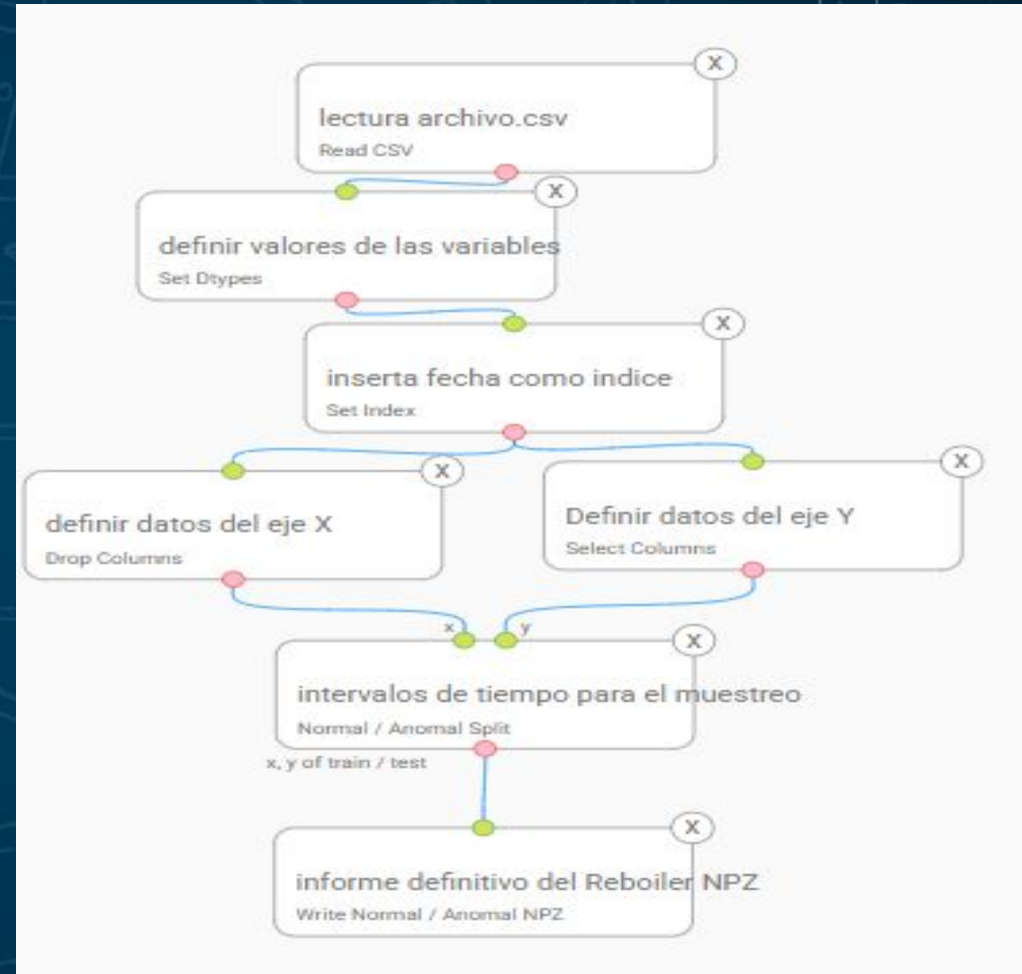 X
lectura archivo.csv
Read CSV
X
definir valores de las variables
Set Dtypes
X
inserta fecha como indice
Set Index
X
definir datos del eje X
Drop Columns
X
Definir datos del eje Y
Select Columns
x
y
X
intervalos de tiempo para el muestreo
Normal / Anomal Split
x, y of train / test
X
informe definitivo del Reboiler NPZ
Write Normal / Anomal NPZ